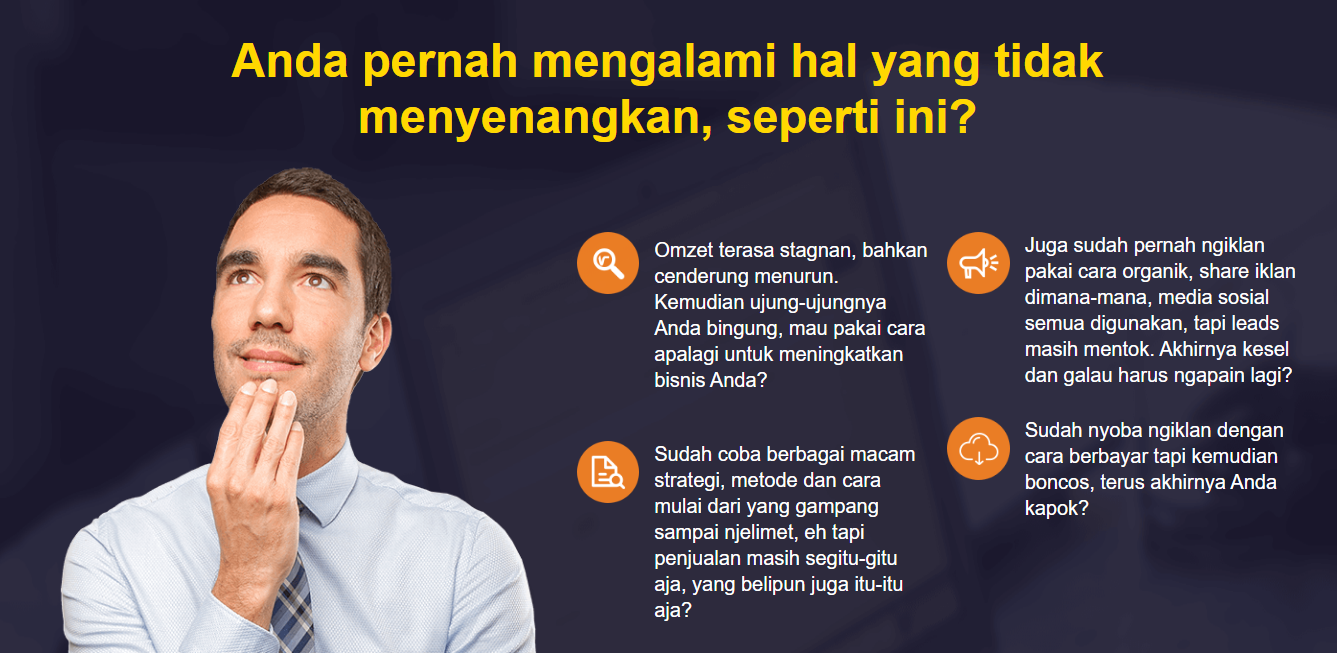 Anda pernah mengalami hal yang tidak
menyenangkan, seperti ini?
Omzet terasa stagnan, bahkan
cenderung menurun.
Kemudian ujung-ujungnya
Anda bingung, mau pakai cara
apalagi untuk meningkatkan
bisnis Anda?
Juga sudah pernah ngiklan
pakai cara organik, share iklan
dimana-mana, media sosial
semua digunakan, tapi leads
masih mentok. Akhirnya kesel
dan galau harus ngapain lagi?
Sudah coba berbagai macam
strategi, metode dan cara
mulai dari yang gampang
sampai njelimet, eh tapi
penjualan masih segitu-gitu
aja, yang belipun juga itu-itu
aja?
Sudah nyoba ngiklan dengan
cara berbayar tapi kemudian
boncos, terus akhirnya Anda
kapok?